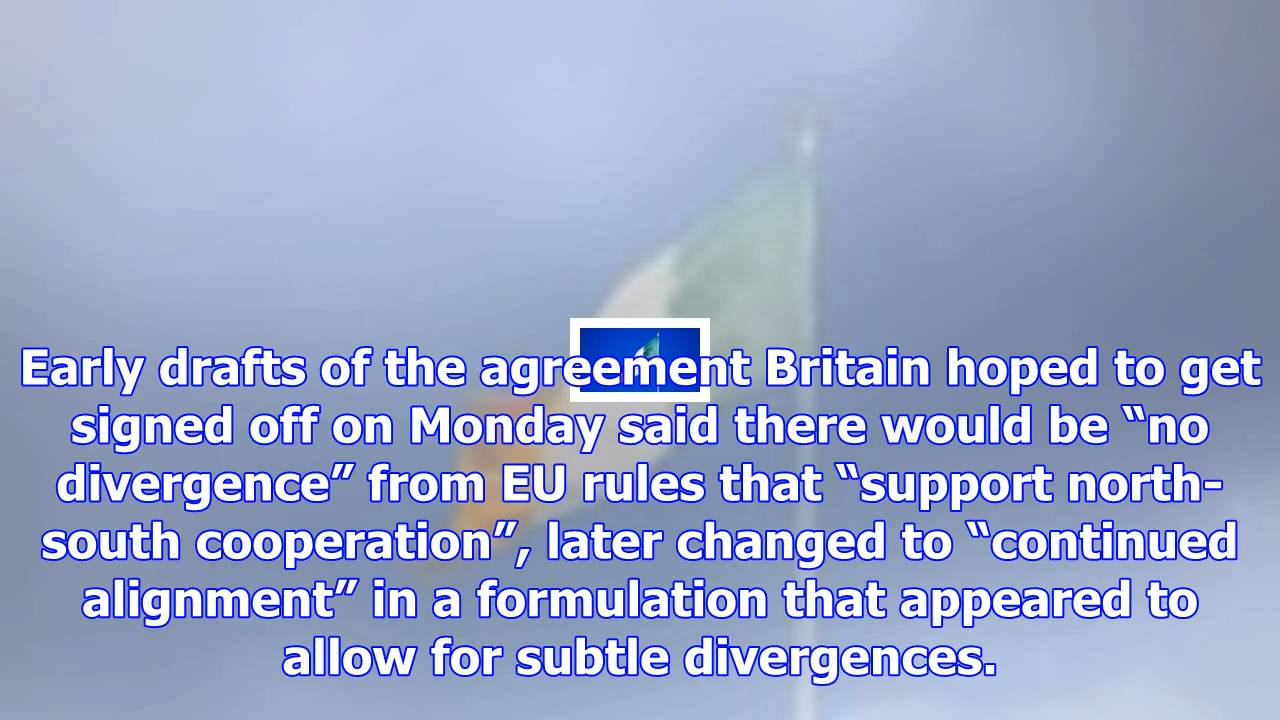 Early drafts of the agreement Britain hoped to get
signed off on Monday said there would be “no
divergence” from EU rules that “support north-
south cooperation”, later changed to “continued
alignment” in a formulation that appeared to
allow for subtle divergences.